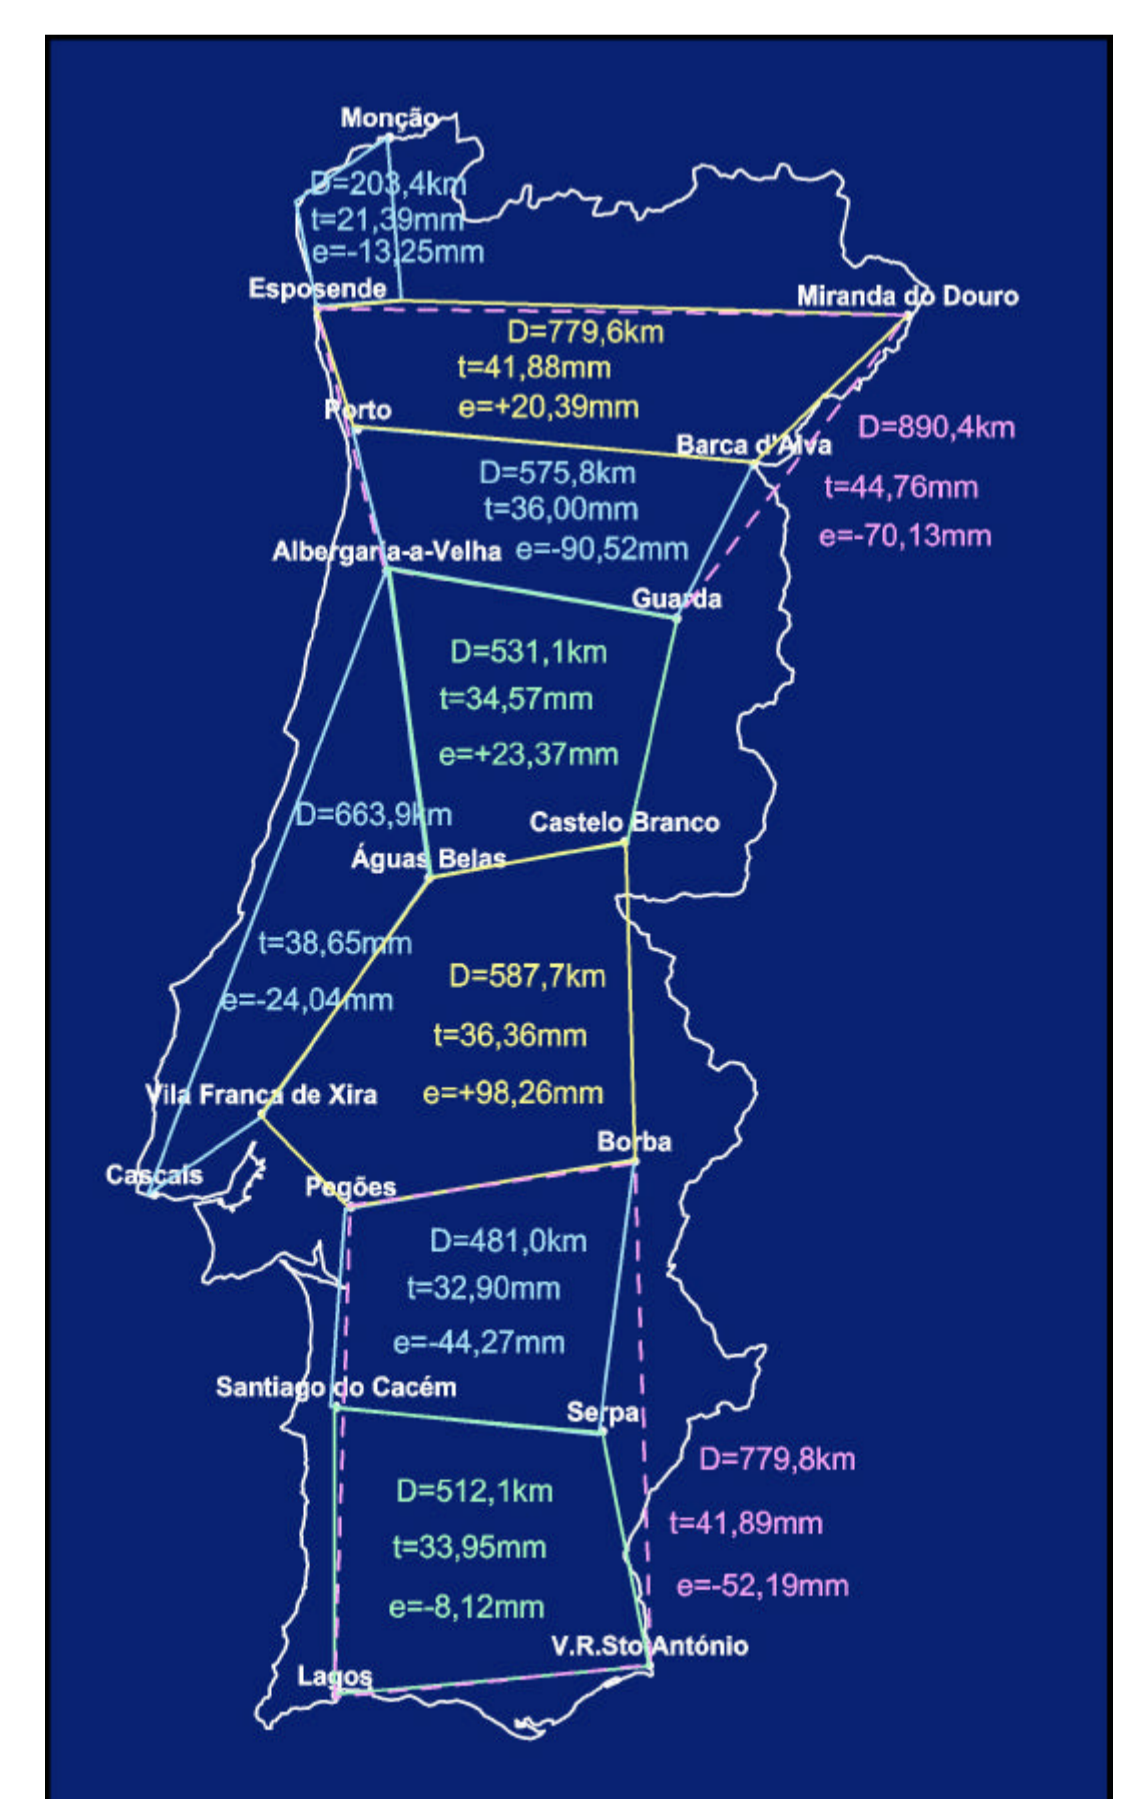 Monção
D=203,4km
t=21,39mm
e=-13,25mm
Esposende
Miranda do Douro
D=779,6km
t=41,88mm
e=+20,39mm
Porto
D=890,4km
Barca d'Alva
D=575,8km
t=44,76mm
t=36,00mm
e=-70,13mm
Albergaria-a-Velha
e=-90,52mm
Guarda
D=531,1km
t=34,57mm
e=+23,37mm
D=663,9km
Castelo Branco
Águas Belas
t=38,65mm
D=587,7km
e=-24,04mm
t=36,36mm
Vila Franca de Xira
e=+98,26mm
Borba
Cascais
Pegões
D=481,0km
t=32,90mm
e=-44,27mm
Santiago do Cacém
Serpa
D=779,8km
D=512,1km
t=41,89mm
t=33,95mm
e=-52,19mm
e=-8,12mm
V.R.Sto António
Lagos